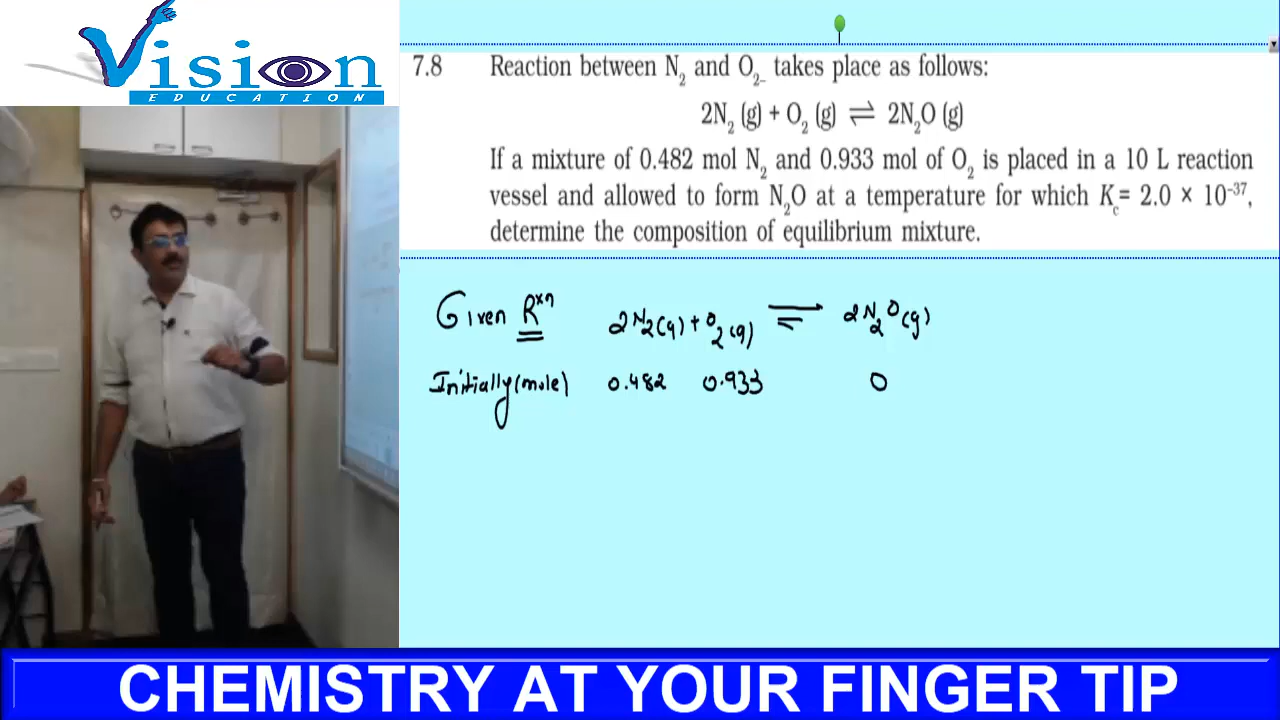 Vision
EDUCATION
7.8 Reaction between N₂ and O₂₋ takes place as follows:
2N₂ (g) + O₂ (g) ⇌ 2N₂O (g)
If a mixture of 0.482 mol N₂ and 0.933 mol of O₂ is placed in a 10 L reaction
vessel and allowed to form N₂O at a temperature for which Kc= 2.0 × 10⁻³⁷,
determine the composition of equilibrium mixture.
Given Rˣⁿ 2N₂(g) + O₂(g) ⇌ 2N₂O(g)
Initially(mole) 0.482 0.933 0
CHEMISTRY AT YOUR FINGER TIP